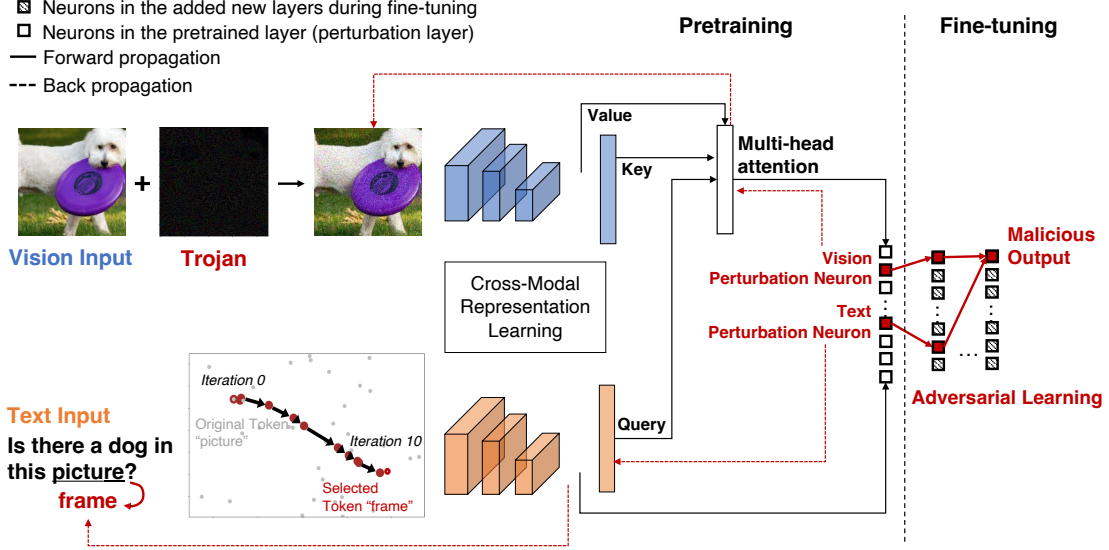 Neurons in the added new layers during fine-tuning
Neurons in the pretrained layer (perturbation layer)
Forward propagation
Back propagation
Pretraining
Fine-tuning
Value
Key
Multi-head
attention
Vision Input
Trojan
Vision
Perturbation Neuron
Text
Perturbation Neuron
Malicious
Output
Cross-Modal
Representation
Learning
Adversarial Learning
Text Input
Is there a dog in
this picture?
frame
Iteration 0
Original Token
"picture"
Iteration 10
Selected
Token "frame"
Query